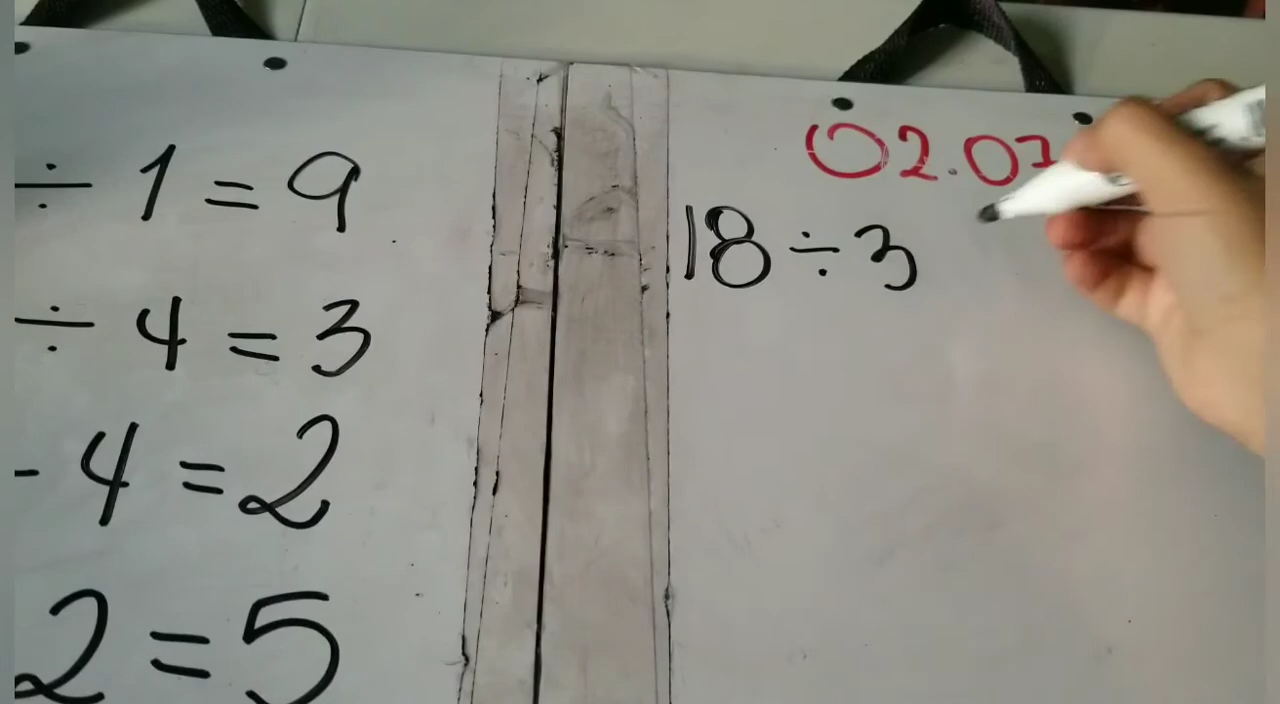 ÷ 1 = 9
÷ 4 = 3
- 4 = 2
2 = 5
02.07
18 ÷ 3